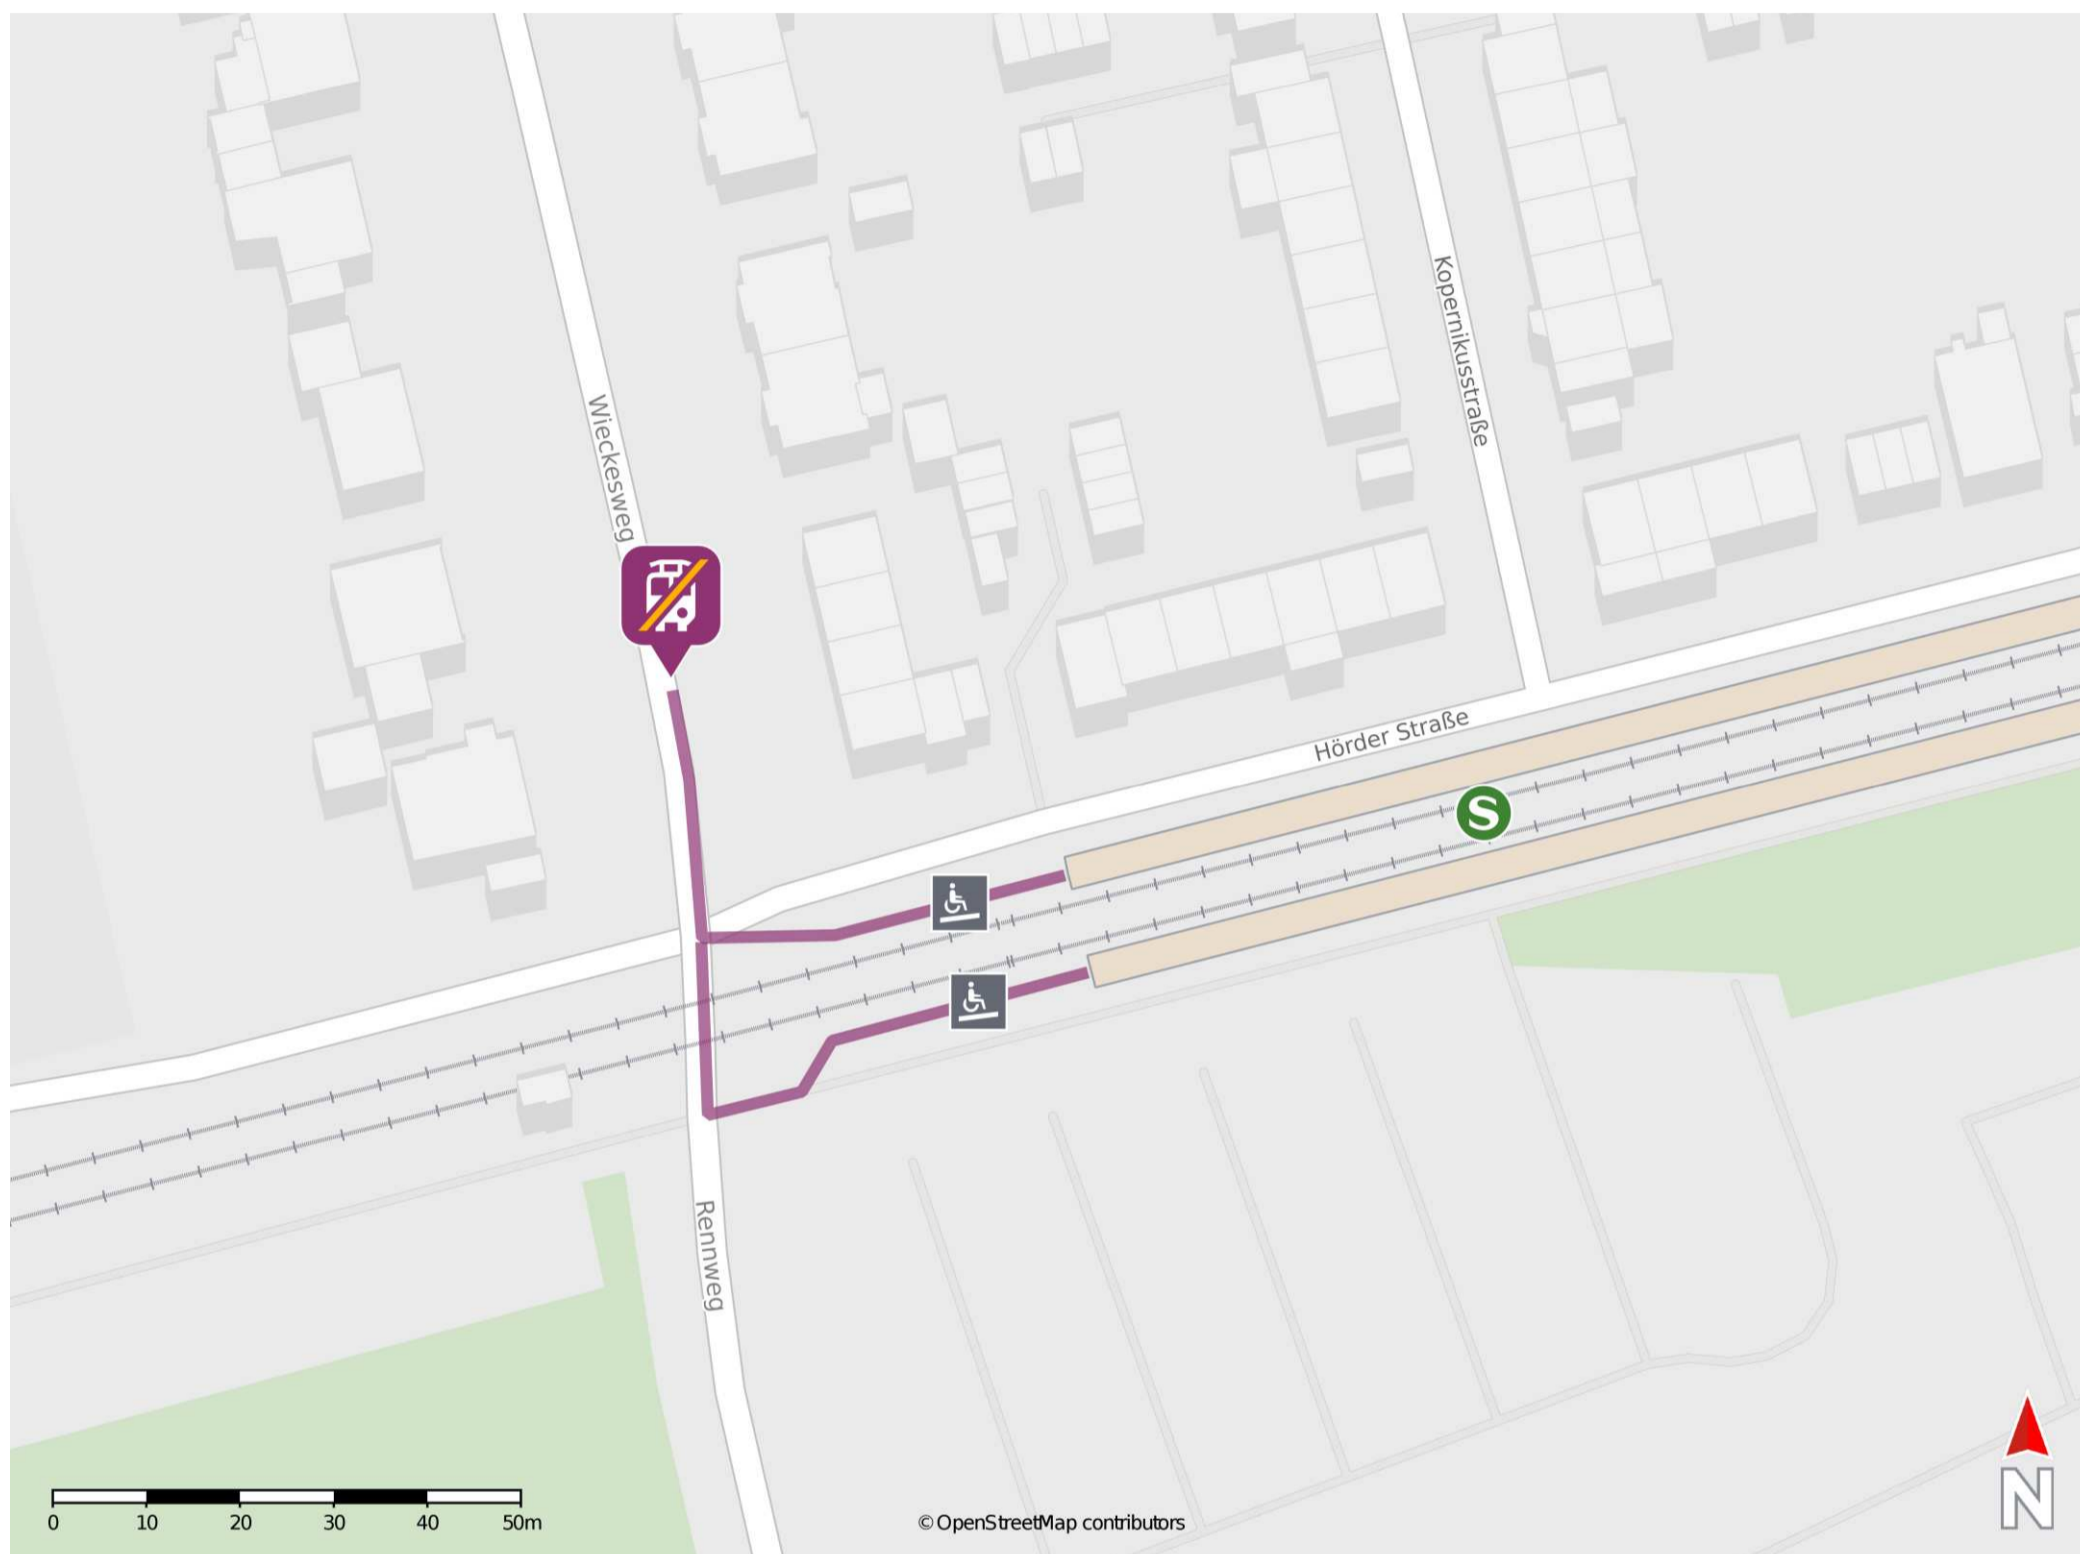 Kopernikusstraße
Wieckesweg
Hörder Straße
S
Rennweg
N
0 10 20 30 40 50m
© OpenStreetMap contributors